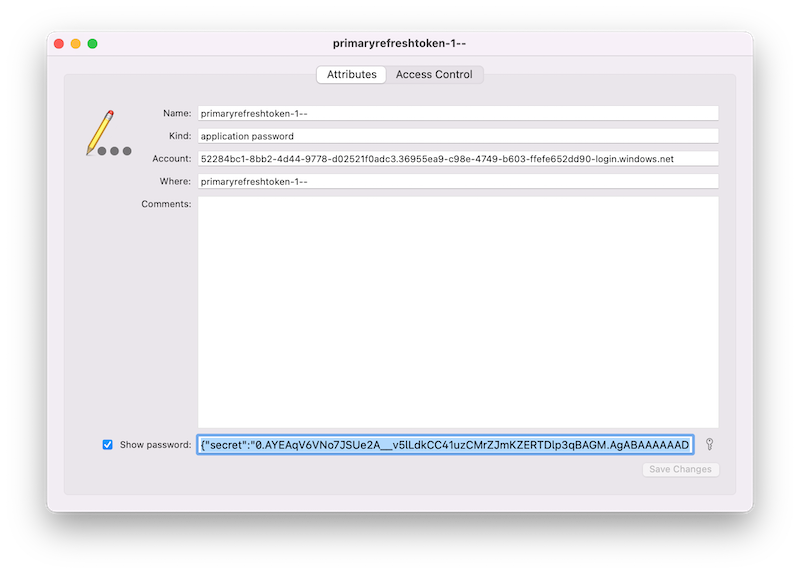 primaryrefreshtoken-1--
Attributes Access Control
Name: primaryrefreshtoken-1--
Kind: application password
Account: 52284bc1-8bb2-4d44-9778-d02521f0adc3.36955ea9-c98e-4749-b603-ffefe652dd90-login.windows.net
Where: primaryrefreshtoken-1--
Comments:
Show password: {"secret":"0.AYEAqV6VNo7JSUe2A__v5lLdkCC41uzCMrZJmKZERTDlp3qBAGM.AgABAAAAAAD
Save Changes